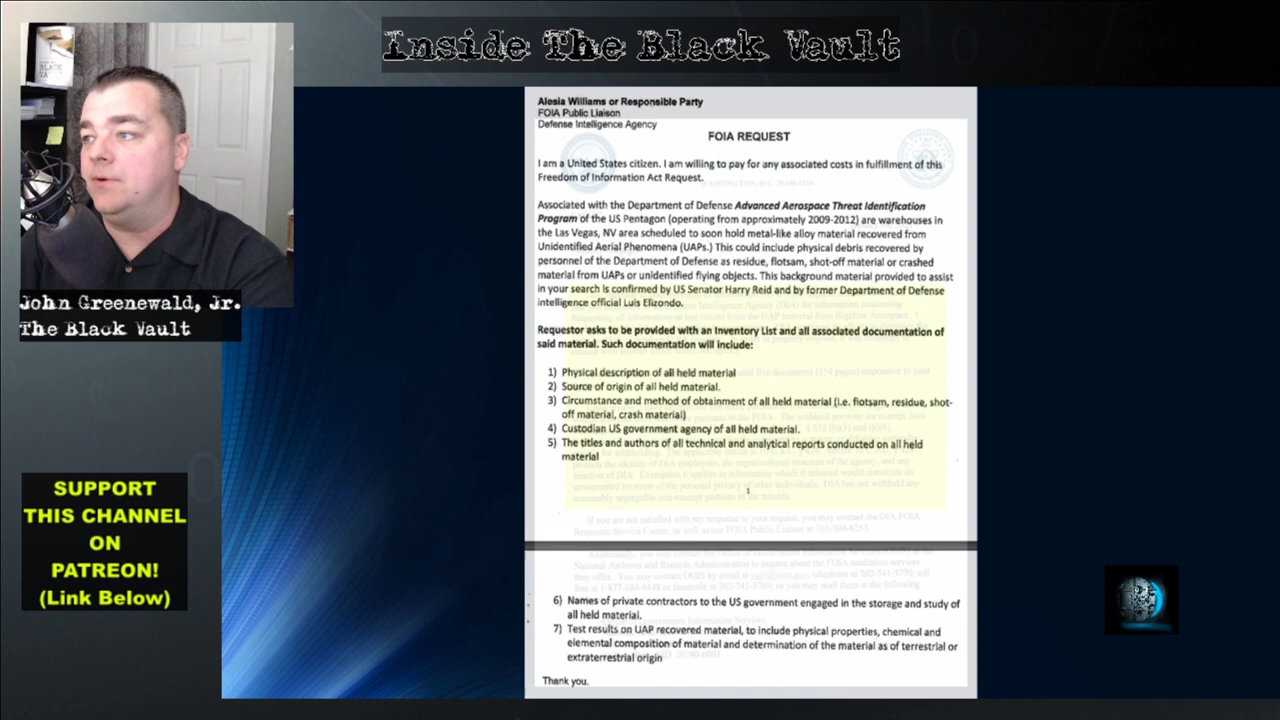 Inside The Black Vault
John Greenewald, Jr.
The Black Vault
SUPPORT
THIS CHANNEL
ON
PATREON!
(Link Below)
Alesia Williams or Responsible Party
FOIA Public Liaison
Defense Intelligence Agency
FOIA REQUEST
I am a United States citizen. I am willing to pay for any associated costs in fulfillment of this
Freedom of Information Act Request.
Associated with the Department of Defense Advanced Aerospace Threat Identification
Program of the US Pentagon (operating from approximately 2009-2012) are warehouses in
the Las Vegas, NV area scheduled to soon hold metal-like alloy material recovered from
Unidentified Aerial Phenomena (UAPs.) This could include physical debris recovered by
personnel of the Department of Defense as residue, flotsam, shot-off material or crashed
material from UAPs or unidentified flying objects. This background material provided to assist
in your search is confirmed by US Senator Harry Reid and by former Department of Defense
intelligence official Luis Elizondo.
Requestor asks to be provided with an Inventory List and all associated documentation of
said material. Such documentation will include:
1) Physical description of all held material
2) Source of origin of all held material.
3) Circumstance and method of obtainment of all held material (i.e. flotsam, residue, shot-
off material, crash material)
4) Custodian US government agency of all held material.
5) The titles and authors of all technical and analytical reports conducted on all held
material
1
6) Names of private contractors to the US government engaged in the storage and study of
all held material.
7) Test results on UAP recovered material, to include physical properties, chemical and
elemental composition of material and determination of the material as of terrestrial or
extraterrestrial origin
Thank you.